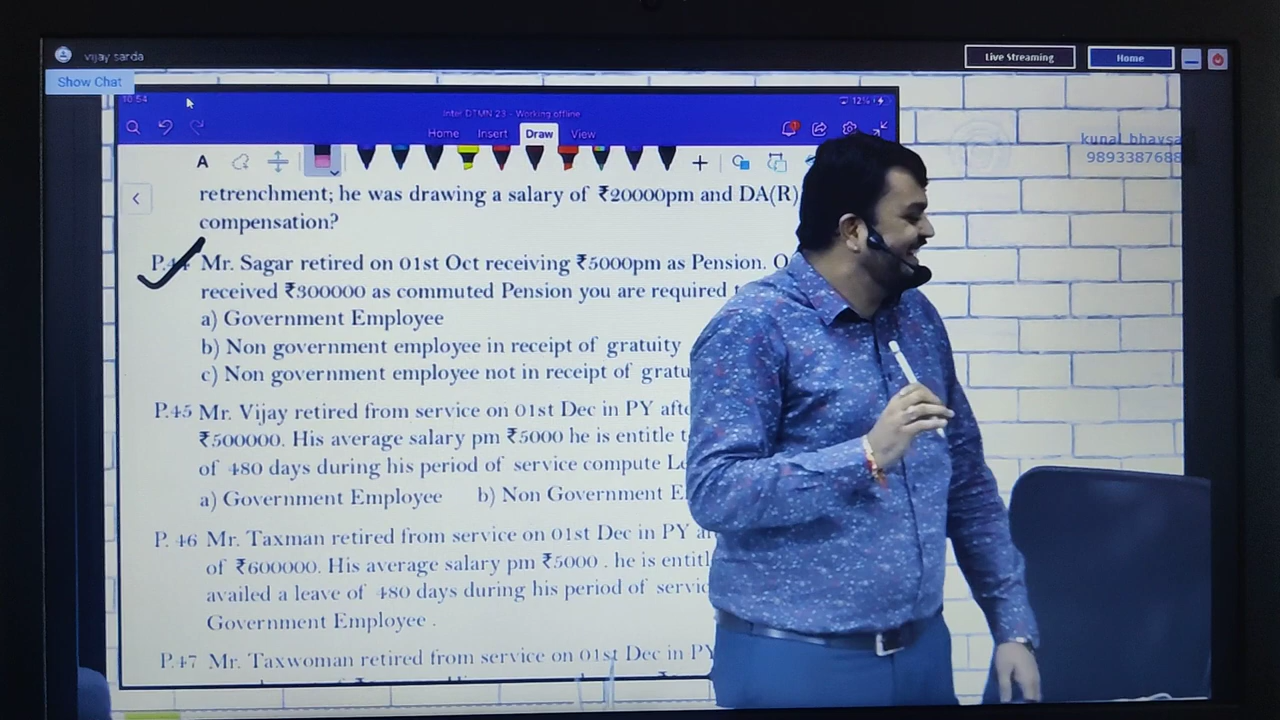 vijay sarda
Live Streaming
Home
Show Chat
10:54
12%
Inter DTMN 23 - Working offline
Home Insert Draw View
kunal bhavsa
9893387688
A
retrenchment; he was drawing a salary of ₹20000pm and DA(R)
compensation?
Mr. Sagar retired on 01st Oct receiving ₹5000pm as Pension. O
received ₹300000 as commuted Pension you are required
a) Government Employee
b) Non government employee in receipt of gratuity
c) Non government employee not in receipt of gratu
P.45 Mr. Vijay retired from service on 01st Dec in PY afte
₹500000. His average salary pm ₹5000 he is entitle t
of 480 days during his period of service compute Le
a) Government Employee b) Non Government E
P. 46 Mr. Taxman retired from service on 01st Dec in PY
of ₹600000. His average salary pm ₹5000 . he is entitl
availed a leave of 480 days during his period of servic
Government Employee .
P.47 Mr. Taxwoman retired from service on 01st Dec in PY